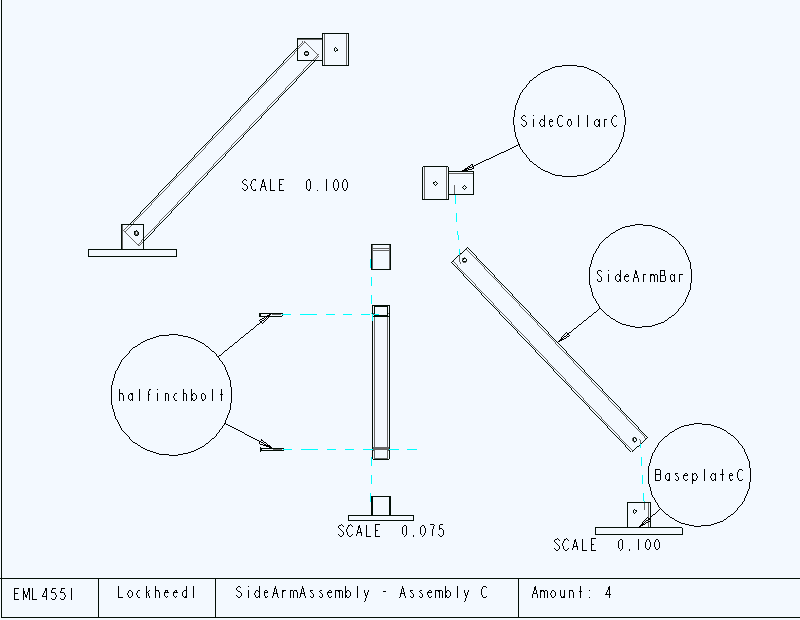 SideCollarC
SCALE 0.100
SideArmBar
halfinchbolt
BaseplateC
SCALE 0.075
SCALE 0.100
EML4551
Lockheed1
SideArmAssembly - Assembly C
Amount: 4